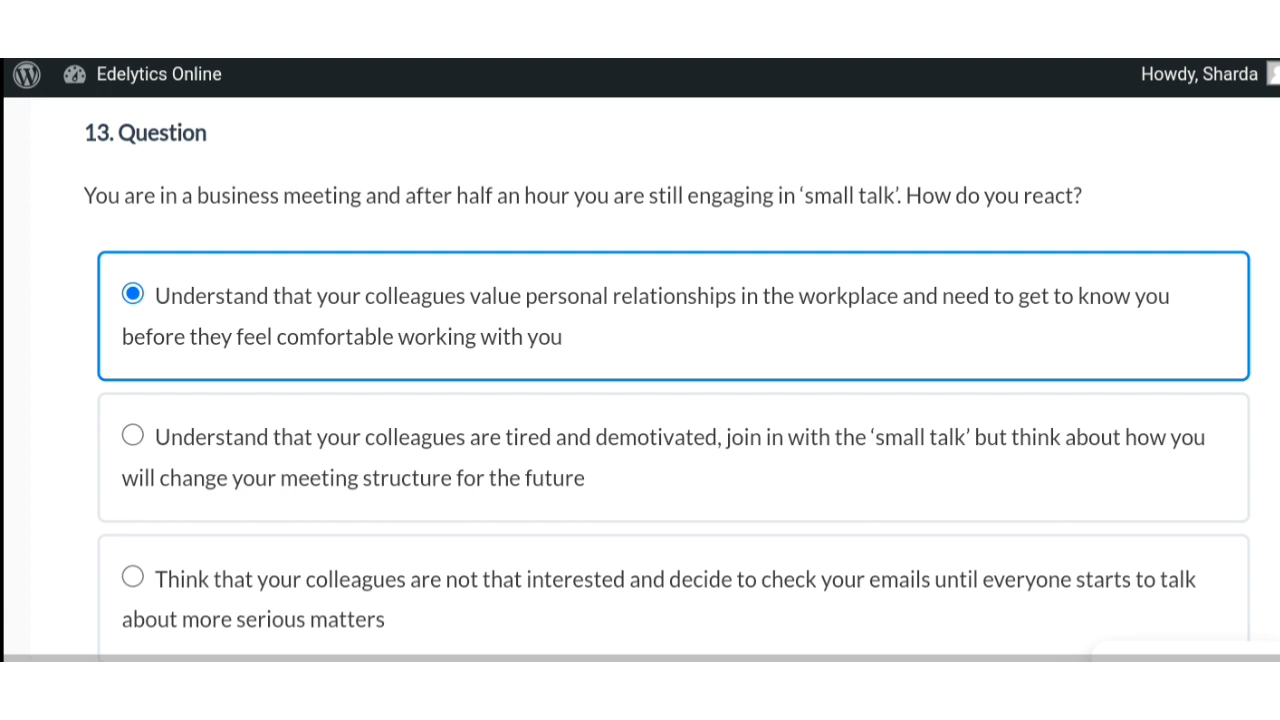 Edelytics Online
Howdy, Sharda
13. Question
You are in a business meeting and after half an hour you are still engaging in ‘small talk’. How do you react?
Understand that your colleagues value personal relationships in the workplace and need to get to know you
before they feel comfortable working with you
Understand that your colleagues are tired and demotivated, join in with the ‘small talk’ but think about how you
will change your meeting structure for the future
Think that your colleagues are not that interested and decide to check your emails until everyone starts to talk
about more serious matters